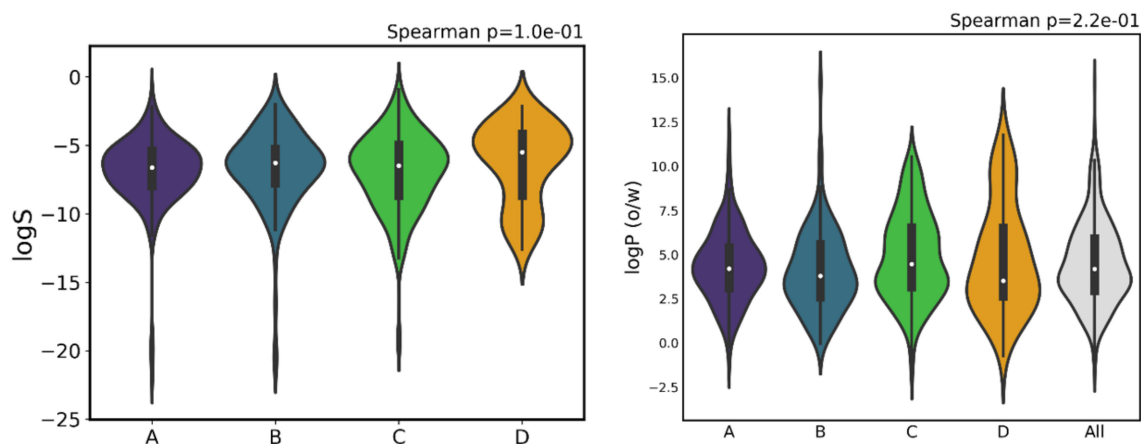 Spearman p=1.0e-01
logS
0
−5
−10
−15
−20
−25
A B C D
Spearman p=2.2e-01
logP (o/w)
15.0
12.5
10.0
7.5
5.0
2.5
0.0
−2.5
A B C D All